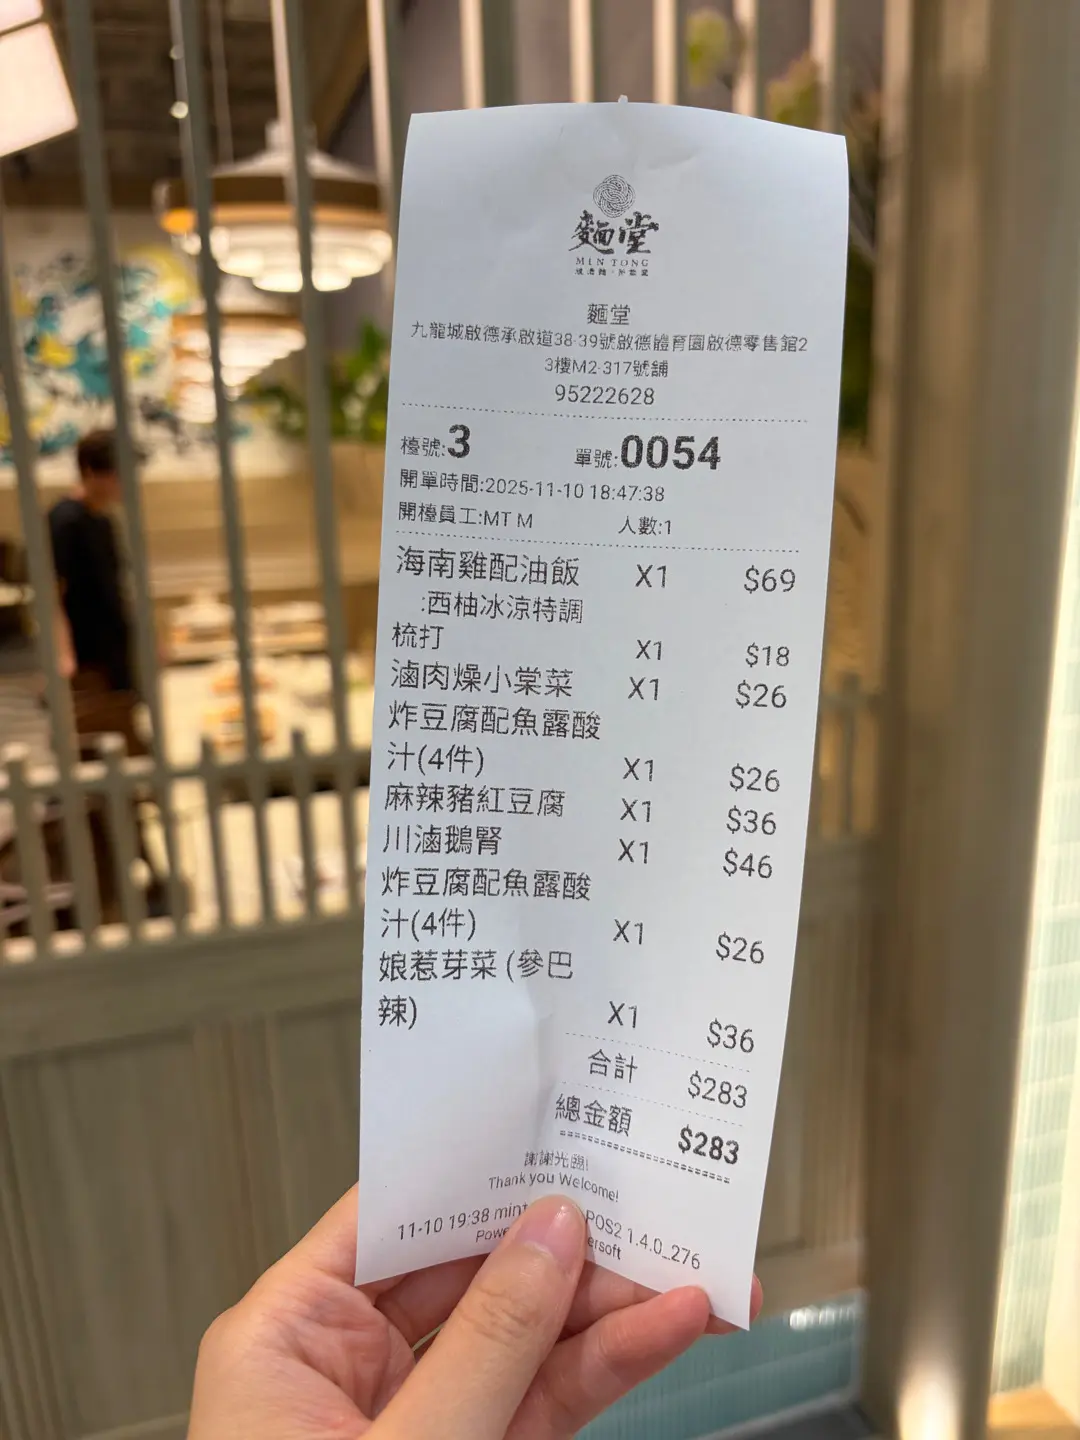 麵堂
MIN TONG
麵堂
九龍城啟德承啟道38-39號啟德體育園啟德零售館2
3樓M2-317號舖
95222628
檯號:3 單號:0054
開單時間:2025-11-10 18:47:38
開檯員工:MT M 人數:1
海南雞配油飯 X1 $69
:西柚冰涼特調
梳打 X1 $18
滷肉燥小棠菜 X1 $26
炸豆腐配魚露酸
汁(4件) X1 $26
麻辣豬紅豆腐 X1 $36
川滷鵝腎 X1 $46
炸豆腐配魚露酸
汁(4件) X1 $26
娘惹芽菜 (參巴
辣) X1 $36
合計 $283
總金額 $283
謝謝光臨!
Thank you Welcome!
11-10 19:38 POS2 1.4.0_276